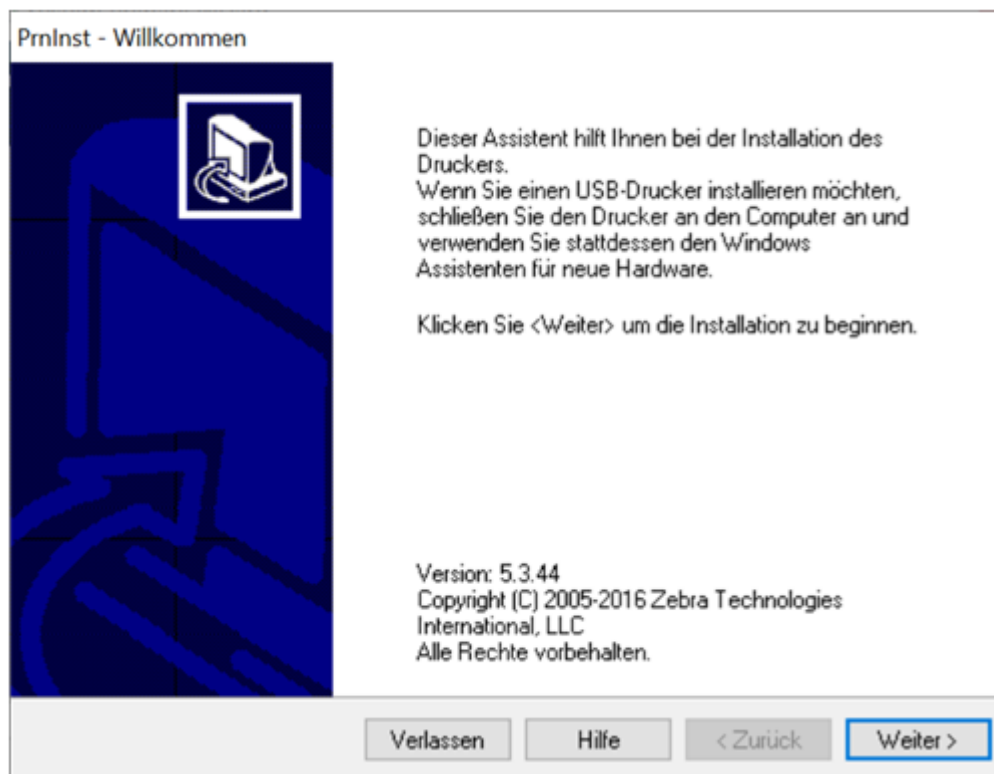 PrnInst - Willkommen
Dieser Assistent hilft Ihnen bei der Installation des
Druckers.
Wenn Sie einen USB-Drucker installieren möchten,
schließen Sie den Drucker an den Computer an und
verwenden Sie stattdessen den Windows
Assistenten für neue Hardware.
Klicken Sie <Weiter> um die Installation zu beginnen.
Version: 5.3.44
Copyright (C) 2005-2016 Zebra Technologies
International, LLC
Alle Rechte vorbehalten.
Verlassen
Hilfe
< Zurück
Weiter >